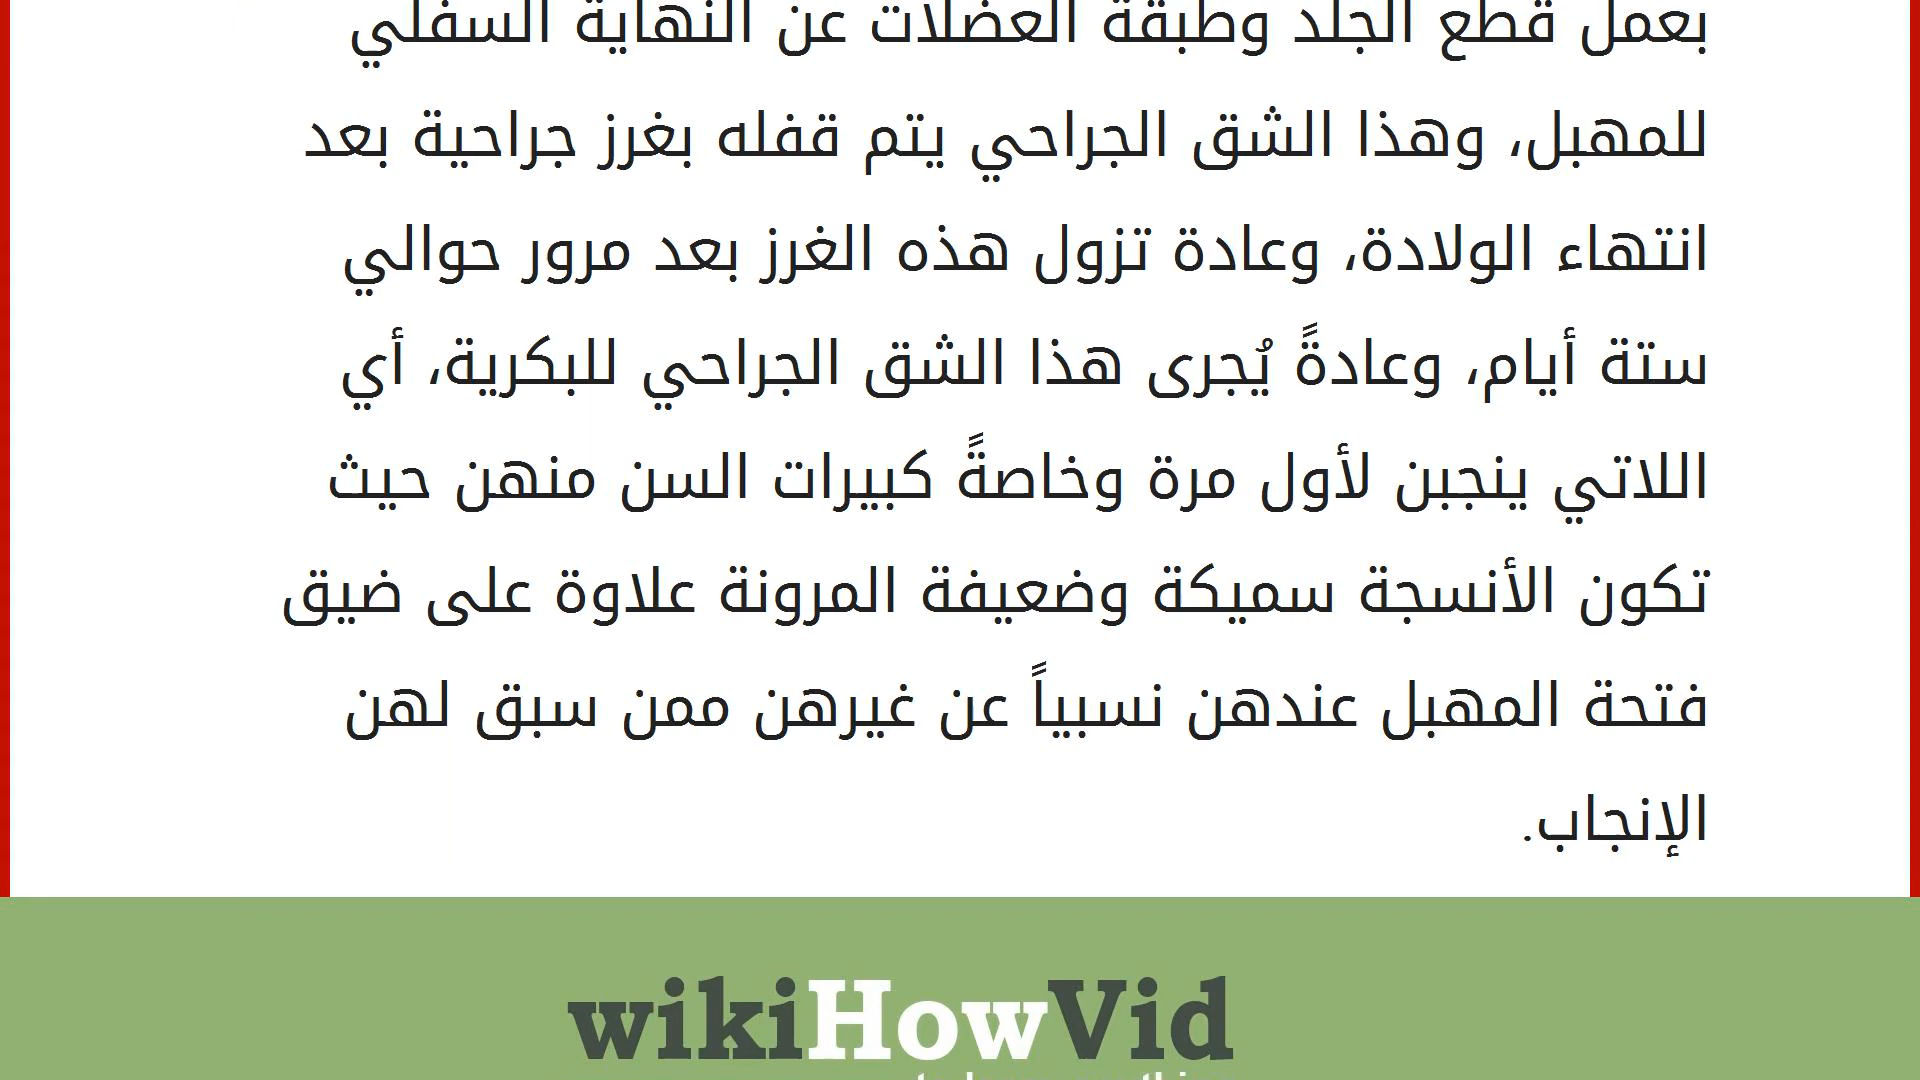 بعمل قطع الجلد وطبقة العضلات عن النهاية السفلي
للمهبل، وهذا الشق الجراحي يتم قفله بغرز جراحية بعد
انتهاء الولادة، وعادة تزول هذه الغرز بعد مرور حوالي
ستة أيام، وعادةً يُجرى هذا الشق الجراحي للبكرية، أي
اللاتي ينجبن لأول مرة وخاصةً كبيرات السن منهن حيث
تكون الأنسجة سميكة وضعيفة المرونة علاوة على ضيق
فتحة المهبل عندهن نسبياً عن غيرهن ممن سبق لهن
الإنجاب.
wikiHowVid